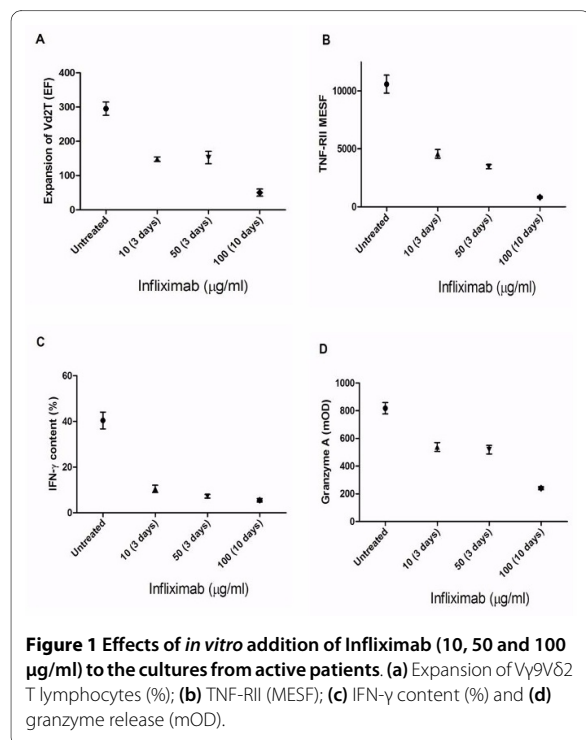 A
Expansion of Vd2T (EF)
400
300
200
100
0
Untreated
10 (3 days)
50 (3 days)
100 (10 days)
Infliximab (µg/ml)
B
TNF-RII MESF
10000
5000
0
Untreated
10 (3 days)
50 (3 days)
100 (10 days)
Infliximab (µg/ml)
C
IFN-γ content (%)
60
40
20
0
Untreated
10 (3 days)
50 (3 days)
100 (10 days)
Infliximab (µg/ml)
D
Granzyme A (mOD)
1000
800
600
400
200
0
Untreated
10 (3 days)
50 (3 days)
100 (10 days)
Infliximab (µg/ml)
Figure 1 Effects of in vitro addition of Infliximab (10, 50 and 100
µg/ml) to the cultures from active patients. (a) Expansion of Vγ9Vδ2
T lymphocytes (%); (b) TNF-RII (MESF); (c) IFN-γ content (%) and (d)
granzyme release (mOD).